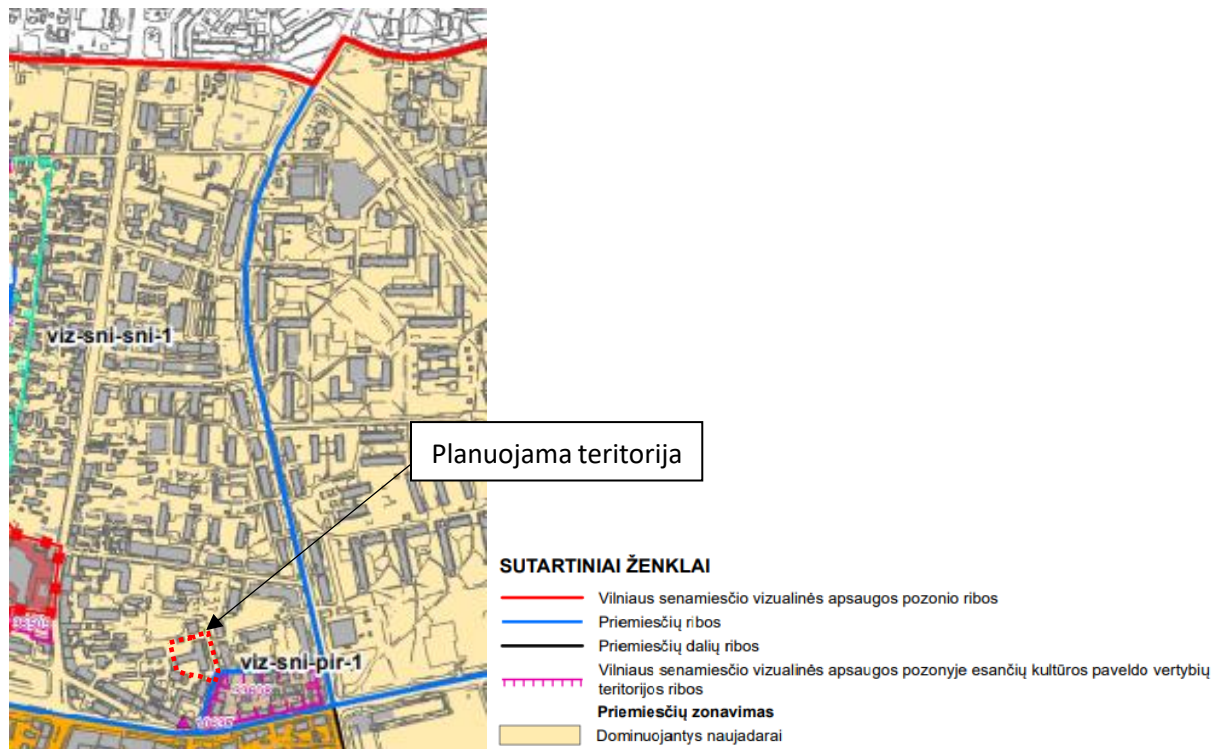 viz-sni-sni-1
Planuojama teritorija
viz-sni-pir-1
SUTARTINIAI ŽENKLAI
Vilniaus senamiesčio vizualinės apsaugos pozonio ribos
Priemiesčių ribos
Priemiesčių dalių ribos
Vilniaus senamiesčio vizualinės apsaugos pozonyje esančių kultūros paveldo vertybių
teritorijos ribos
Priemiesčių zonavimas
Dominuojantys naujadarai